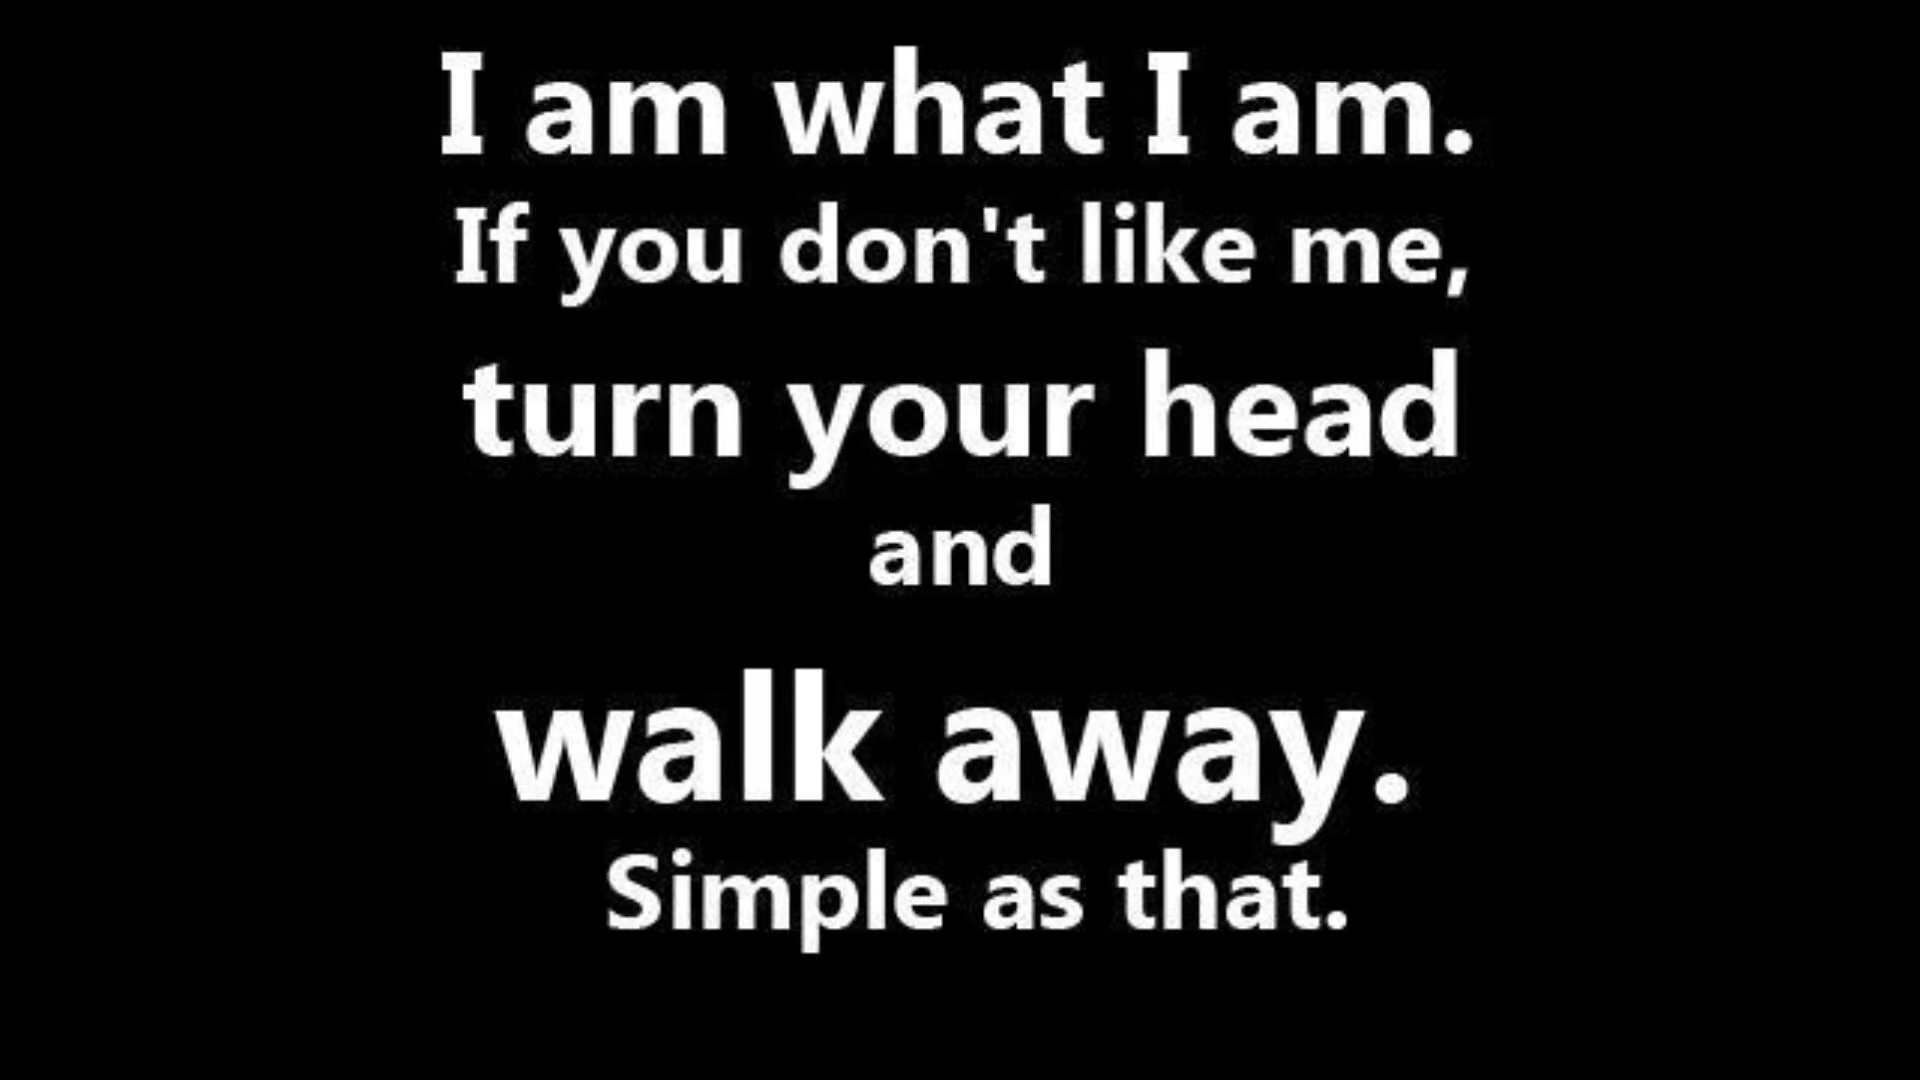 I am what I am.
If you don't like me,
turn your head
and
walk away.
Simple as that.